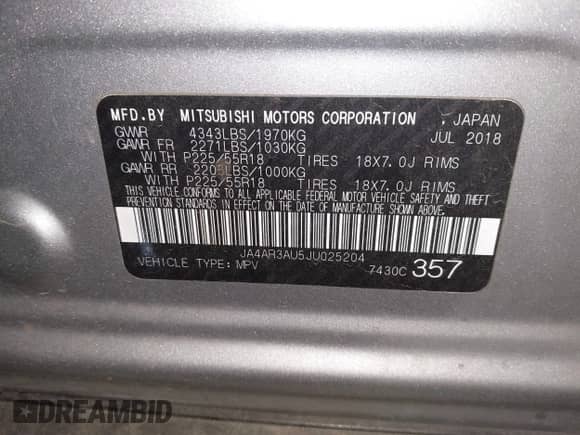 MFD.BY MITSUBISHI MOTORS CORPORATION , JAPAN
GVWR 4343LBS/1970KG JUL 2018
GAWR FR 2271LBS/1030KG
WITH P225/55R18 TIRES 18X7.0J RIMS
GAWR RR 2205LBS/1000KG
WITH P225/55R18 TIRES 18X7.0J RIMS
THIS VEHICLE CONFORMS TO ALL APPLICABLE U.S. FEDERAL MOTOR VEHICLE SAFETY, BUMPER AND THEFT
PREVENTION STANDARDS IN EFFECT ON THE DATE OF MANUFACTURE SHOWN ABOVE.
JA4AR3AU5JU025204
VEHICLE TYPE: MPV 7430C 357
DREAMBID